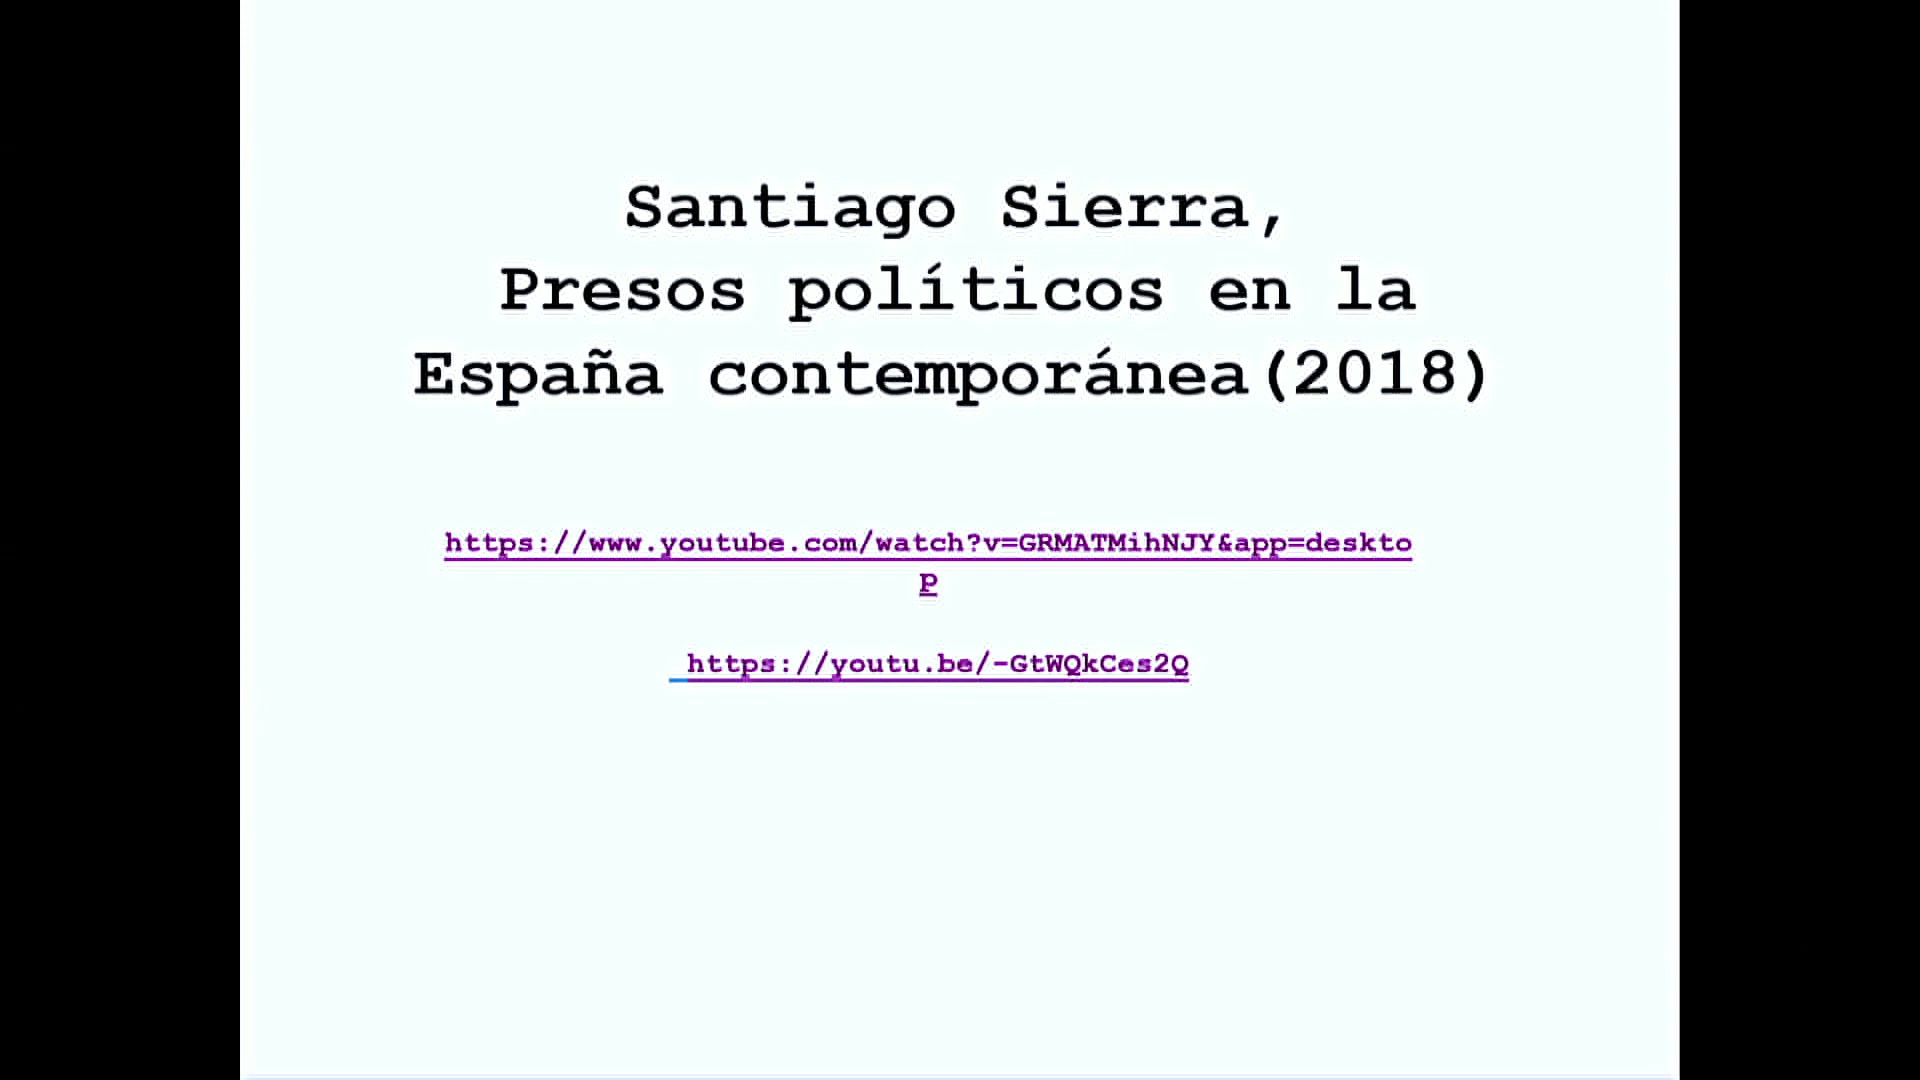 Santiago Sierra,
Presos políticos en la
España contemporánea(2018)
https://www.youtube.com/watch?v=GRMATMihNJY&app=deskto
p
https://youtu.be/-GtWQkCes2Q